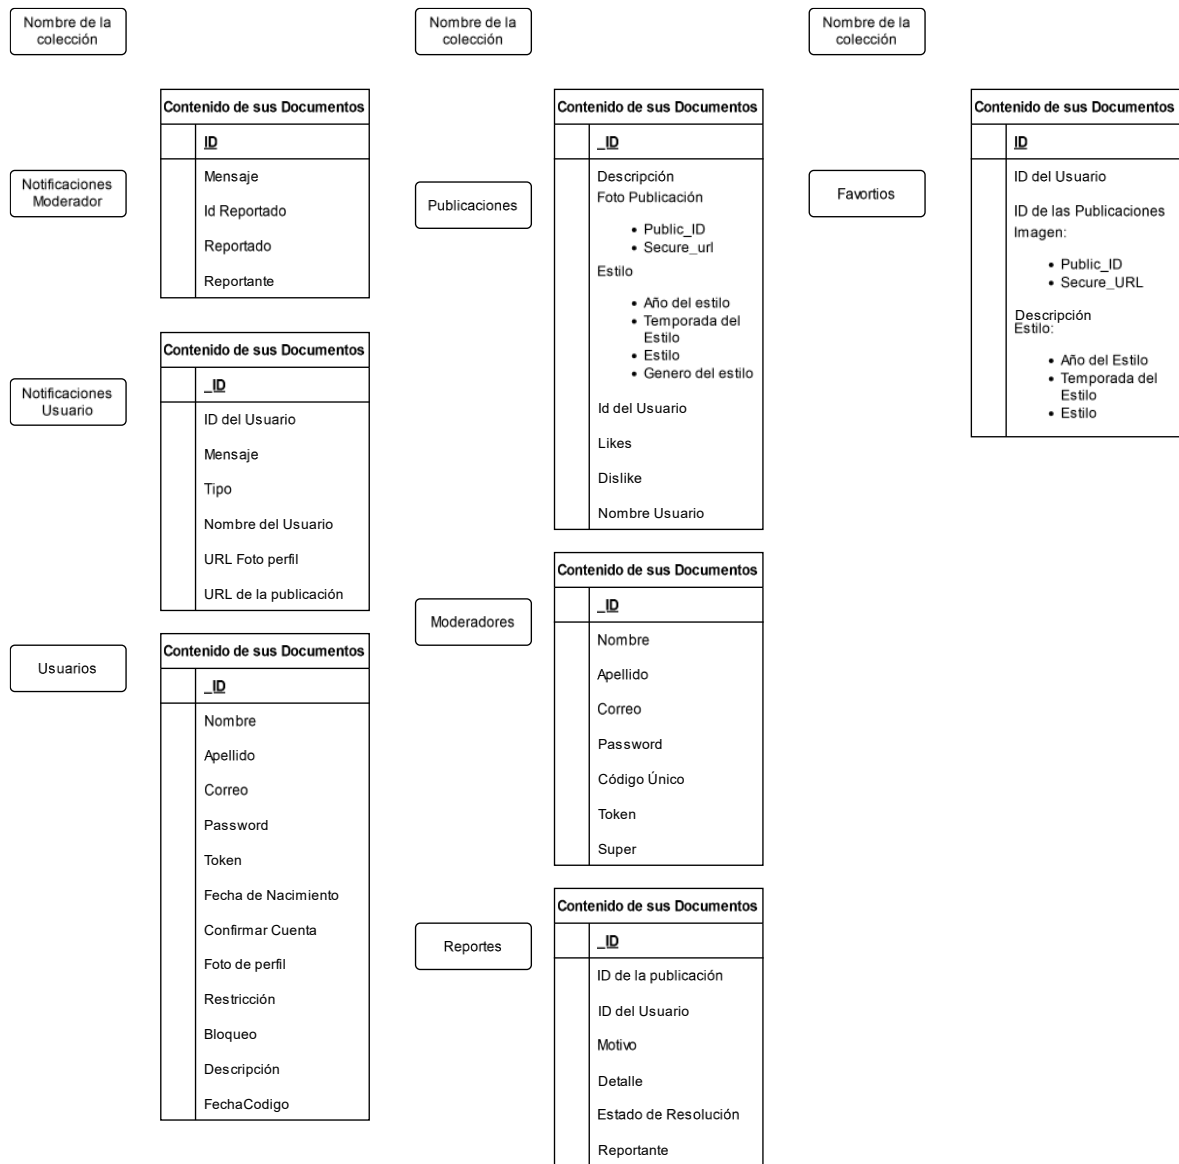 Nombre de la
colección
Contenido de sus Documentos
ID
Notificaciones
Moderador
Mensaje
Id Reportado
Reportado
Reportante
Contenido de sus Documentos
_ID
Notificaciones
Usuario
ID del Usuario
Mensaje
Tipo
Nombre del Usuario
URL Foto perfil
URL de la publicación
Contenido de sus Documentos
Usuarios
_ID
Nombre
Apellido
Correo
Password
Token
Fecha de Nacimiento
Confirmar Cuenta
Foto de perfil
Restricción
Bloqueo
Descripción
FechaCodigo
Nombre de la
colección
Contenido de sus Documentos
_ID
Publicaciones
Descripción
Foto Publicación
• Public_ID
• Secure_url
Estilo
• Año del estilo
• Temporada del
Estilo
• Estilo
• Genero del estilo
Id del Usuario
Likes
Dislike
Nombre Usuario
Contenido de sus Documentos
_ID
Moderadores
Nombre
Apellido
Correo
Password
Código Único
Token
Super
Contenido de sus Documentos
_ID
Reportes
ID de la publicación
ID del Usuario
Motivo
Detalle
Estado de Resolución
Reportante
Nombre de la
colección
Contenido de sus Documentos
ID
Favortios
ID del Usuario
ID de las Publicaciones
Imagen:
• Public_ID
• Secure_URL
Descripción
Estilo:
• Año del Estilo
• Temporada del
Estilo
• Estilo